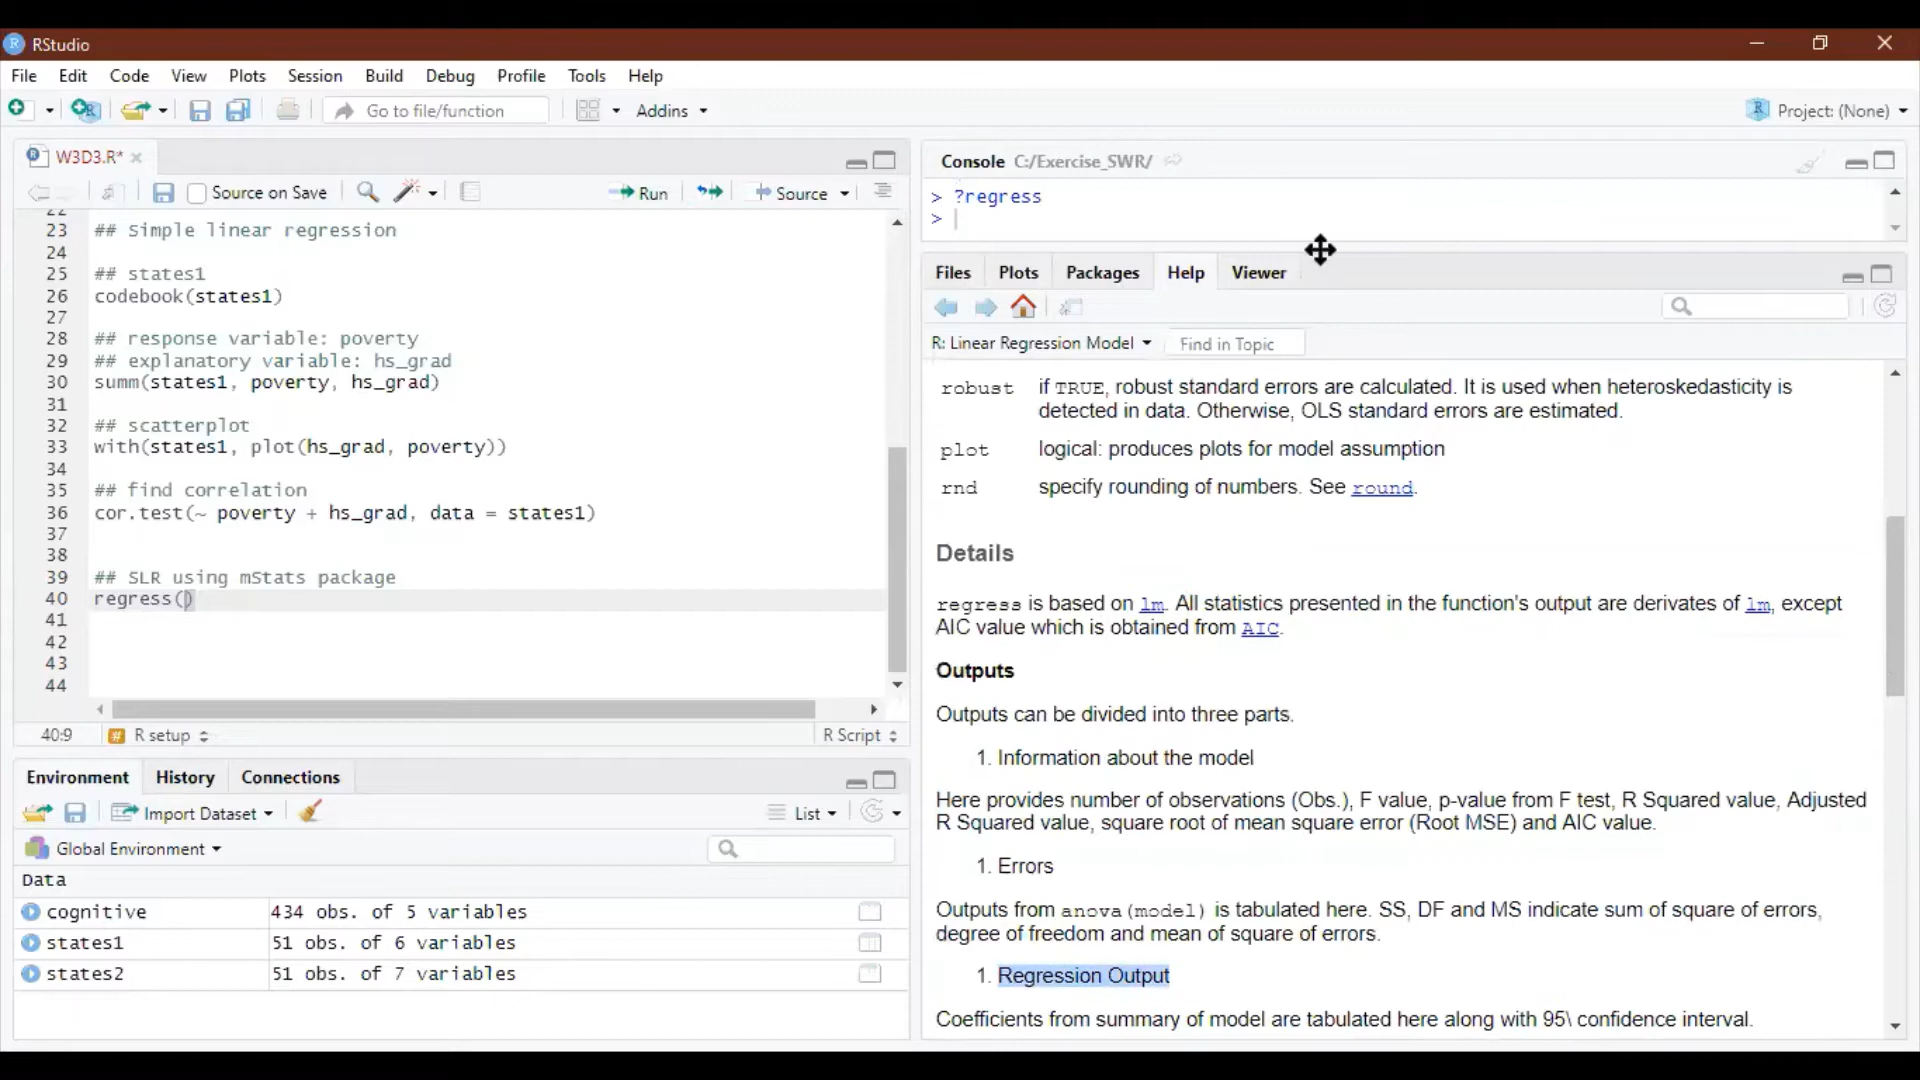 RStudio
File Edit Code View Plots Session Build Debug Profile Tools Help
Go to file/function Addins Project: (None)
W3D3.R*
Source on Save Run Source
23 ## Simple linear regression
24
25 ## states1
26 codebook(states1)
27
28 ## response variable: poverty
29 ## explanatory variable: hs_grad
30 summ(states1, poverty, hs_grad)
31
32 ## scatterplot
33 with(states1, plot(hs_grad, poverty))
34
35 ## find correlation
36 cor.test(~ poverty + hs_grad, data = states1)
37
38
39 ## SLR using mStats package
40 regress()
41
42
43
44
40:9 # R setup R Script
Environment History Connections
Import Dataset List
Global Environment
Data
cognitive 434 obs. of 5 variables
states1 51 obs. of 6 variables
states2 51 obs. of 7 variables
Console C:/Exercise_SWR/
> ?regress
>
Files Plots Packages Help Viewer
R: Linear Regression Model Find in Topic
robust if TRUE, robust standard errors are calculated. It is used when heteroskedasticity is
detected in data. Otherwise, OLS standard errors are estimated.
plot logical: produces plots for model assumption
rnd specify rounding of numbers. See round.
Details
regress is based on lm. All statistics presented in the function's output are derivates of lm, except
AIC value which is obtained from AIC.
Outputs
Outputs can be divided into three parts.
1. Information about the model
Here provides number of observations (Obs.), F value, p-value from F test, R Squared value, Adjusted
R Squared value, square root of mean square error (Root MSE) and AIC value.
1. Errors
Outputs from anova(model) is tabulated here. SS, DF and MS indicate sum of square of errors,
degree of freedom and mean of square of errors.
1. Regression Output
Coefficients from summary of model are tabulated here along with 95\ confidence interval.